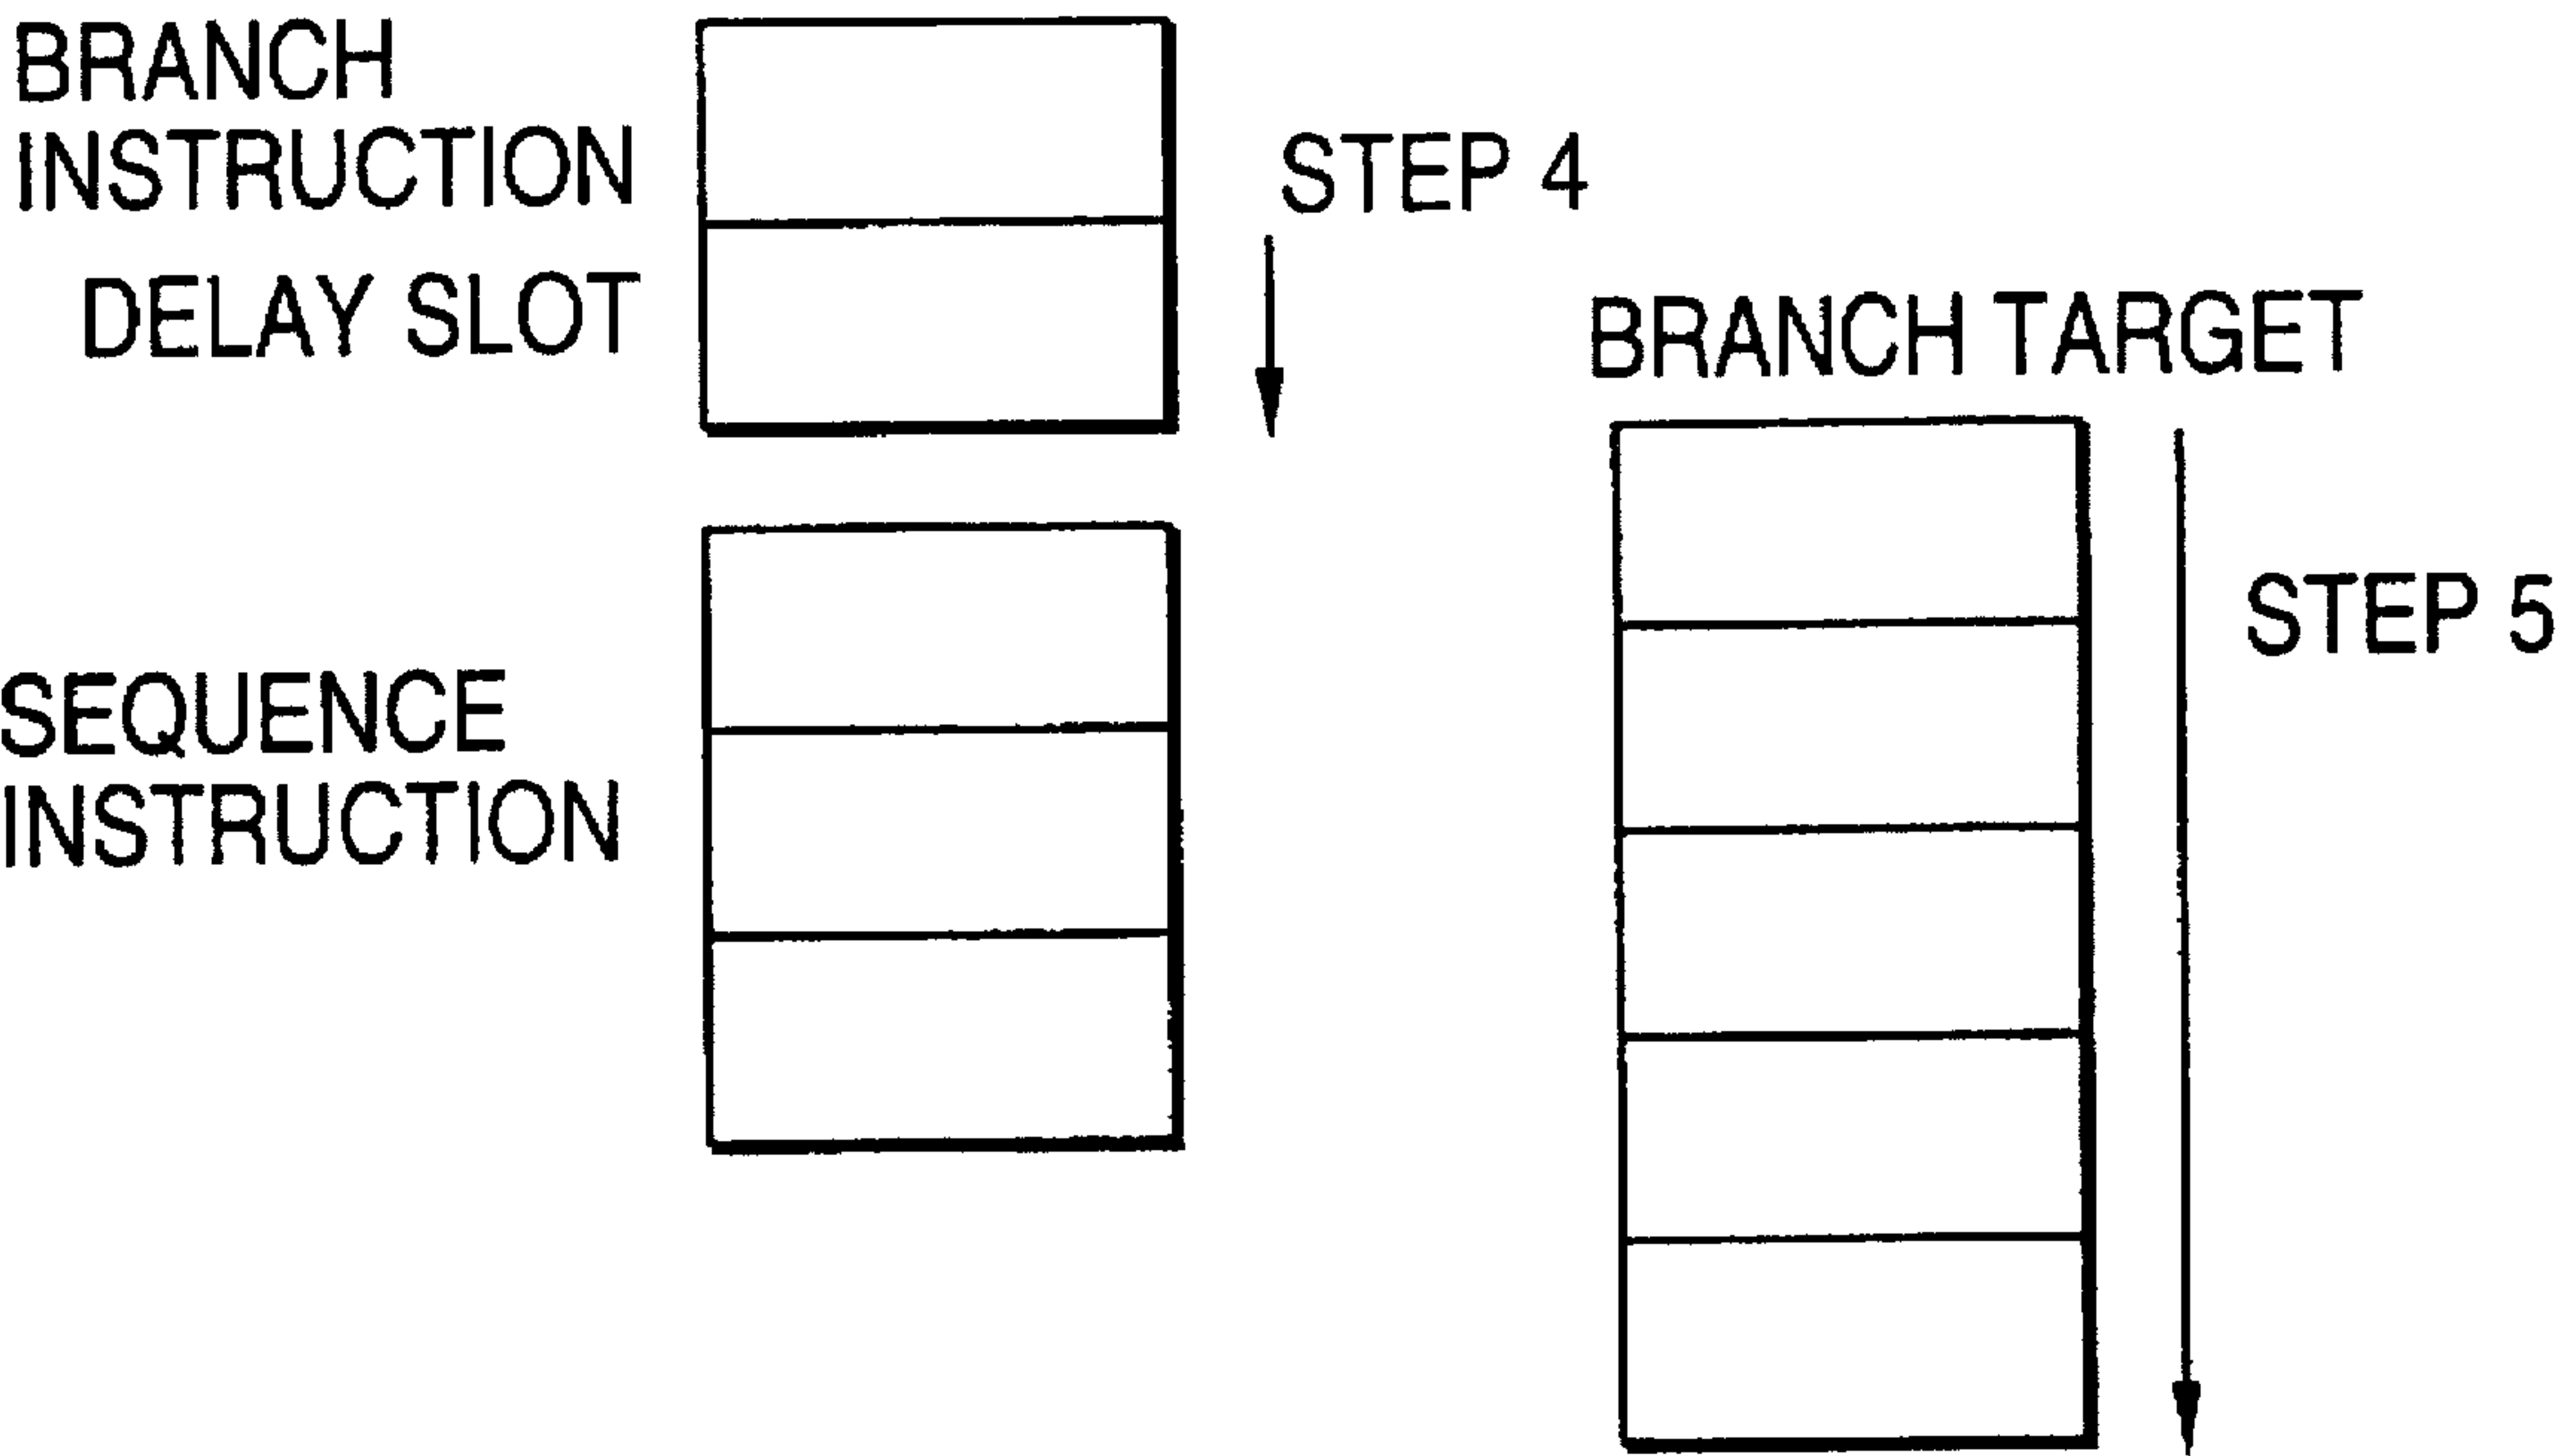 BRANCH
INSTRUCTION
DELAY SLOT
STEP 4
BRANCH TARGET
STEP 5
SEQUENCE
INSTRUCTION